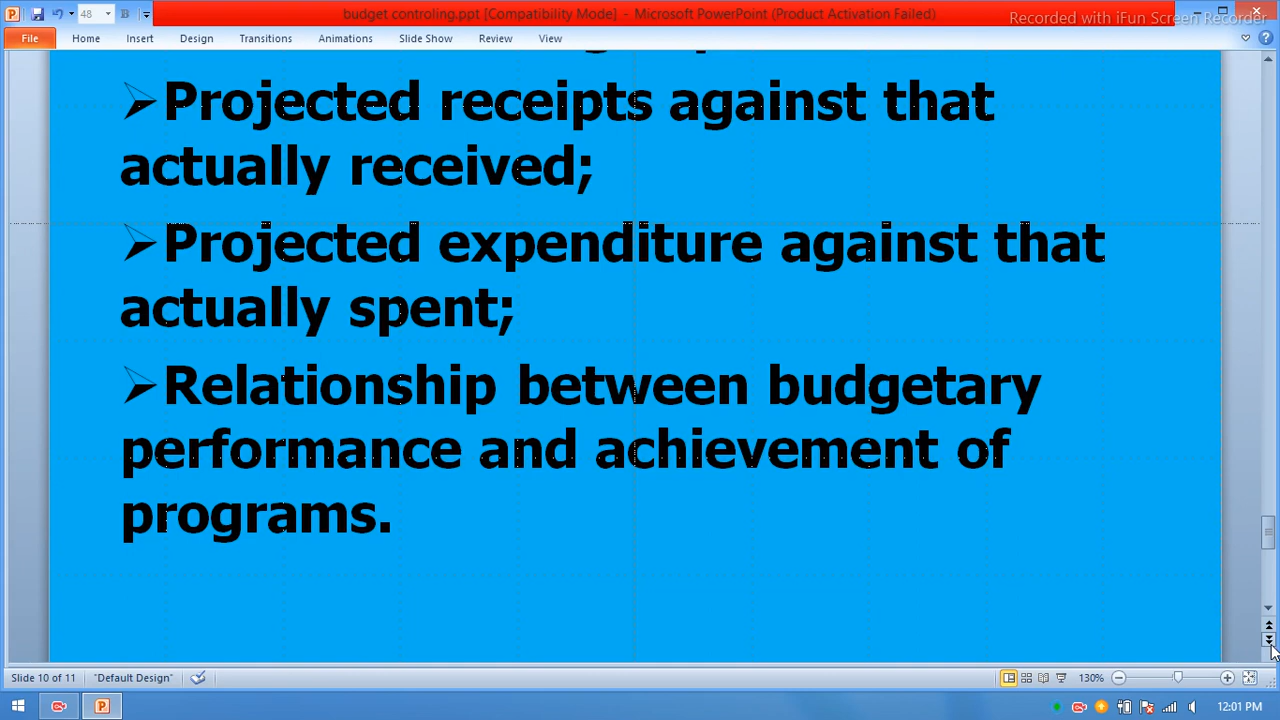 budget controling.ppt [Compatibility Mode] - Microsoft PowerPoint (Product Activation Failed)
Recorded with iFun Screen Recorder
48
File Home Insert Design Transitions Animations Slide Show Review View
➢Projected receipts against that
actually received;
➢Projected expenditure against that
actually spent;
➢Relationship between budgetary
performance and achievement of
programs.
Slide 10 of 11 "Default Design" 130%
12:01 PM